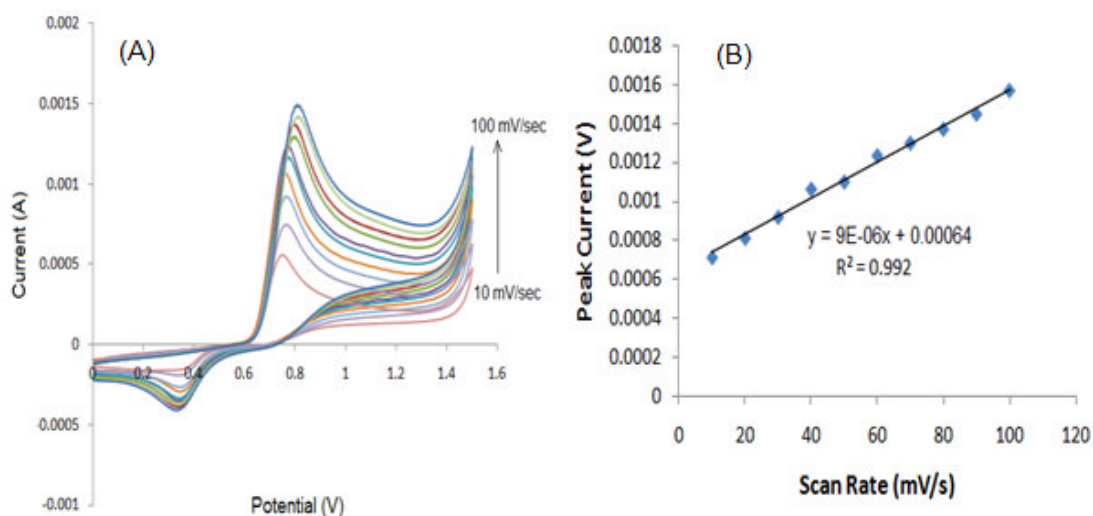 (A)
0.002
0.0015
0.001
0.0005
0
-0.0005
-0.001
0 0.2 0.4 0.6 0.8 1 1.2 1.4 1.6
Current (A)
Potential (V)
100 mV/sec
10 mV/sec
(B)
0.0018
0.0016
0.0014
0.0012
0.001
0.0008
0.0006
0.0004
0.0002
0
0 20 40 60 80 100 120
Peak Current (V)
y = 9E-06x + 0.00064
R² = 0.992
Scan Rate (mV/s)